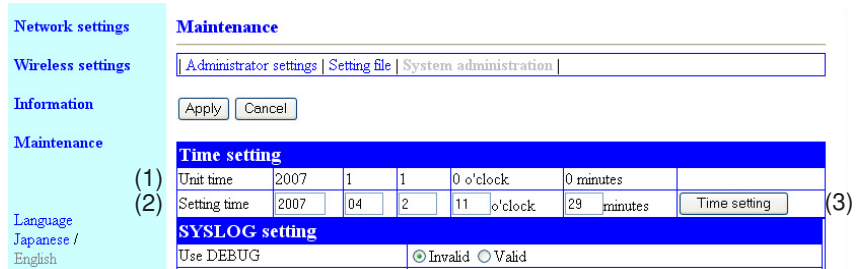 Network settings
Wireless settings
Information
Maintenance
Language
Japanese /
English
Maintenance
| Administrator settings | Setting file | System administration |
Apply Cancel
Time setting
(1) Unit time 2007 1 1 0 o'clock 0 minutes
(2) Setting time 2007 04 2 11 o'clock 29 minutes Time setting (3)
SYSLOG setting
Use DEBUG Invalid Valid